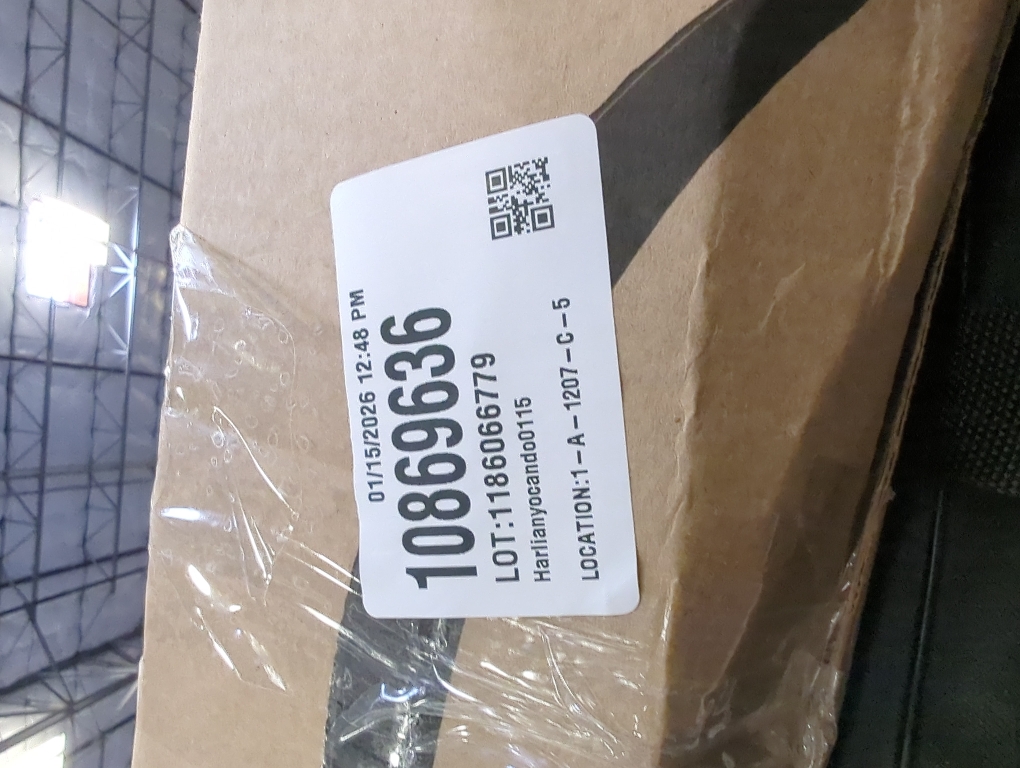 01/15/2026 12:48 PM
10869636
LOT:1186066779
Harlianyocando0115
LOCATION:1-A-1207-C-5